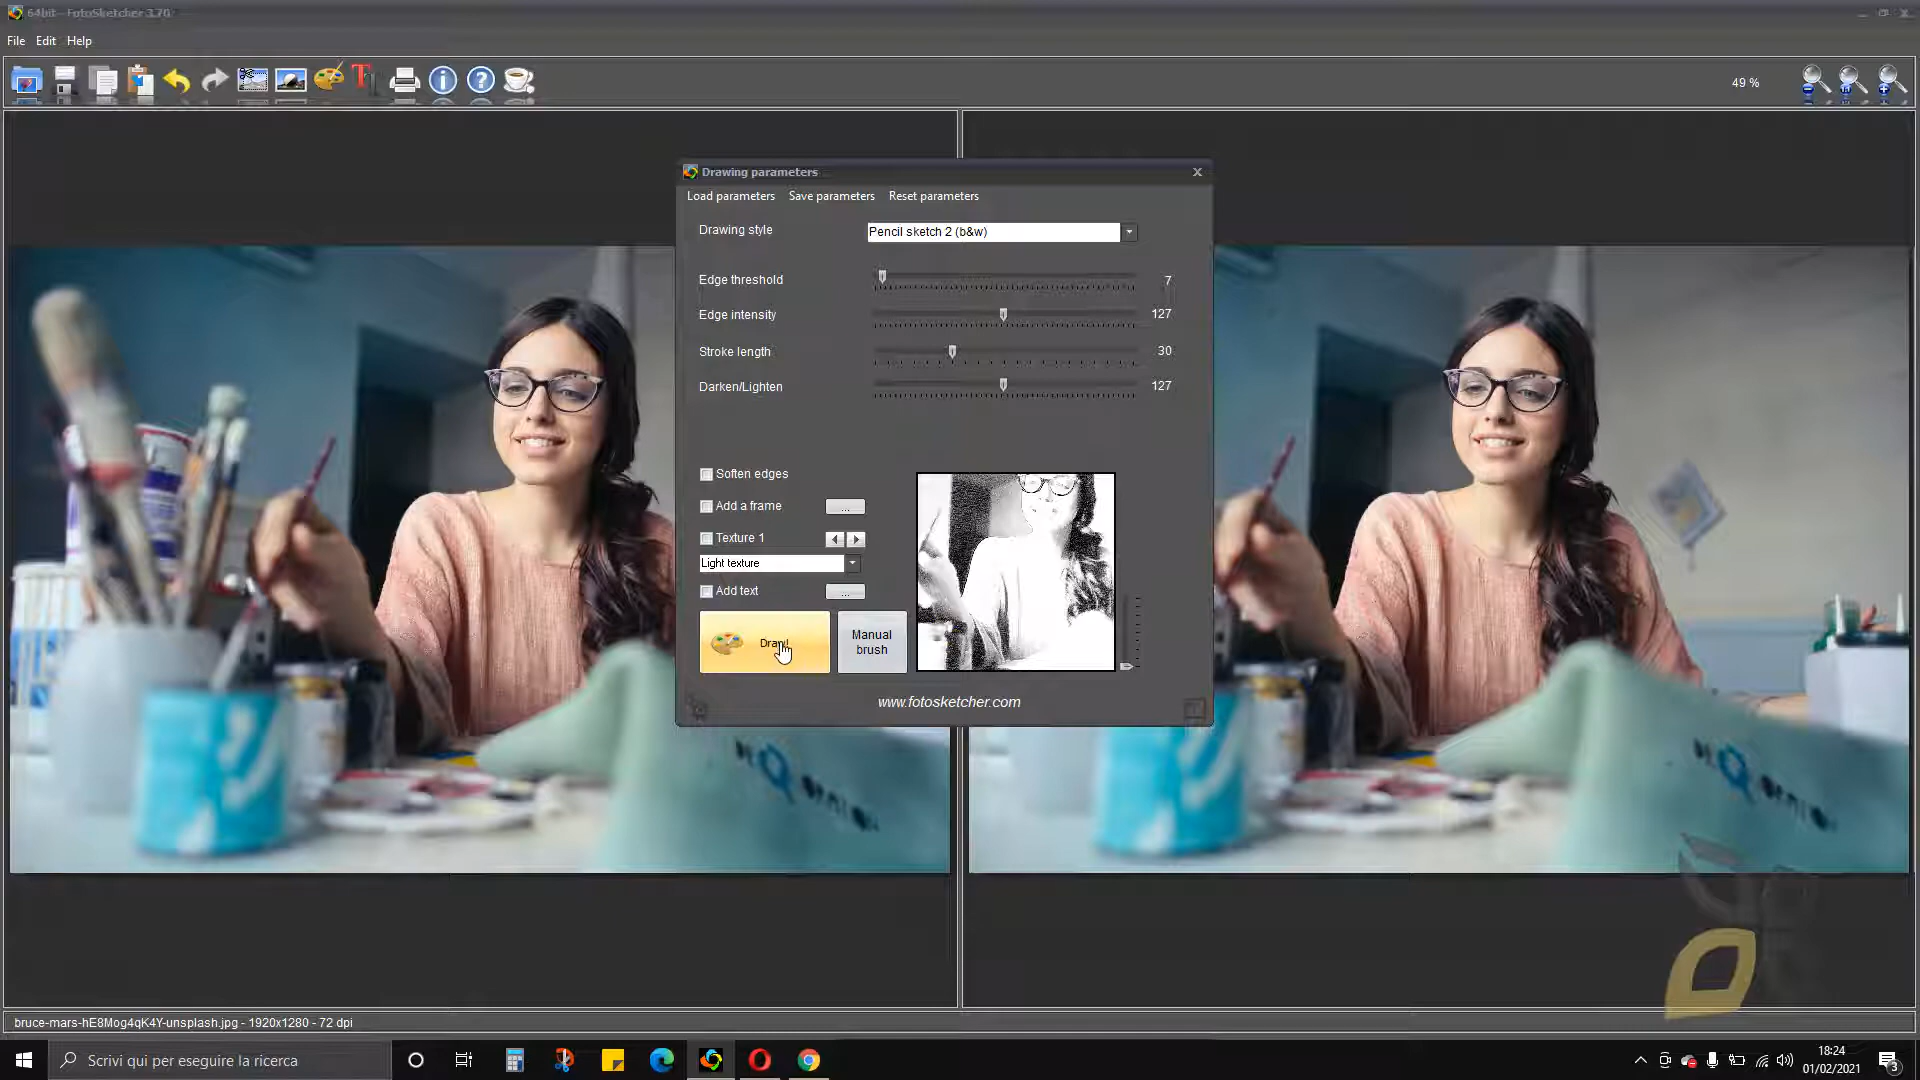 64bit - FotoSketcher 3.70
File Edit Help
49 %
Drawing parameters
Load parameters Save parameters Reset parameters
Drawing style Pencil sketch 2 (b&w)
Edge threshold 7
Edge intensity 127
Stroke length 30
Darken/Lighten 127
Soften edges
Add a frame ...
Texture 1
Light texture
Add text ...
Manual
brush
www.fotosketcher.com
bruce-mars-hE8Mog4qK4Y-unsplash.jpg - 1920x1280 - 72 dpi
Scrivi qui per eseguire la ricerca
18:24
01/02/2021
3